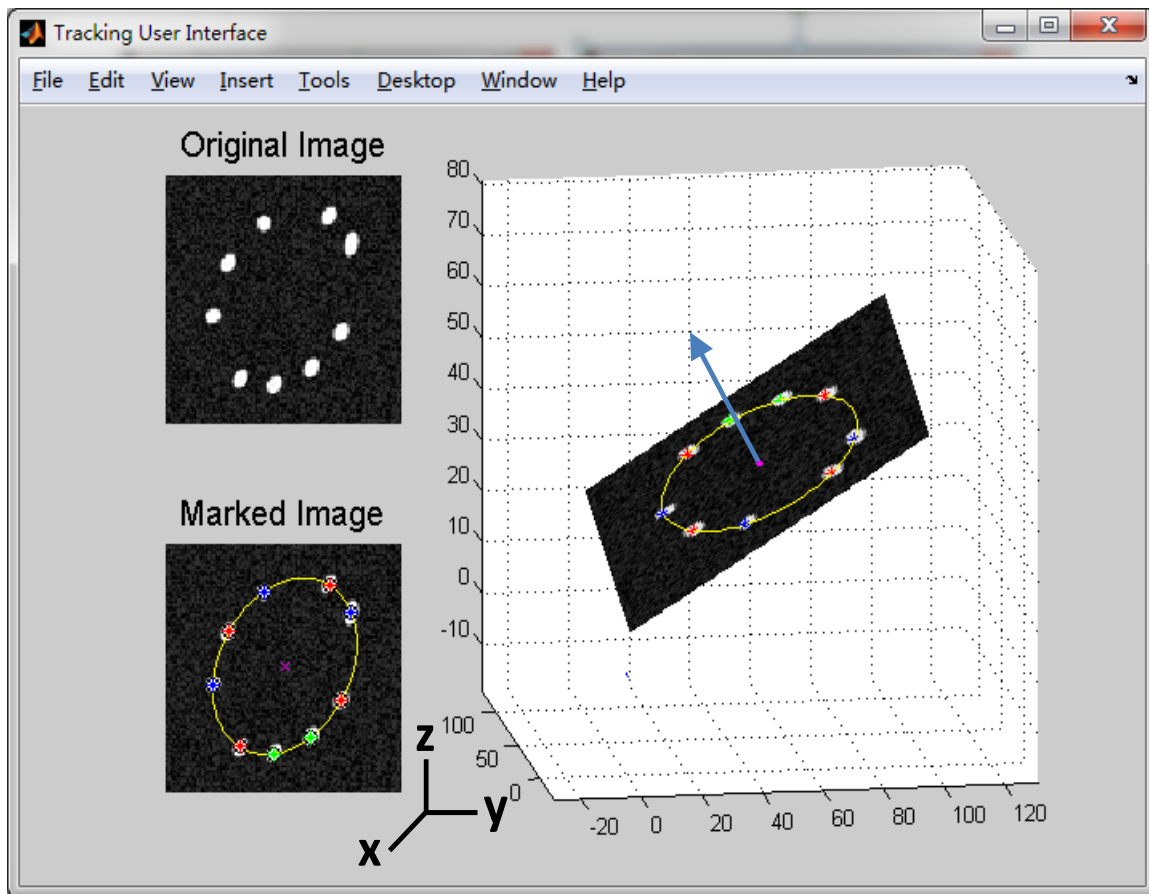 Tracking User Interface
File Edit View Insert Tools Desktop Window Help
Original Image
Marked Image
80
70
60
50
40
30
20
10
0
-10
100
50
0
-20 0 20 40 60 80 100 120
z
y
x